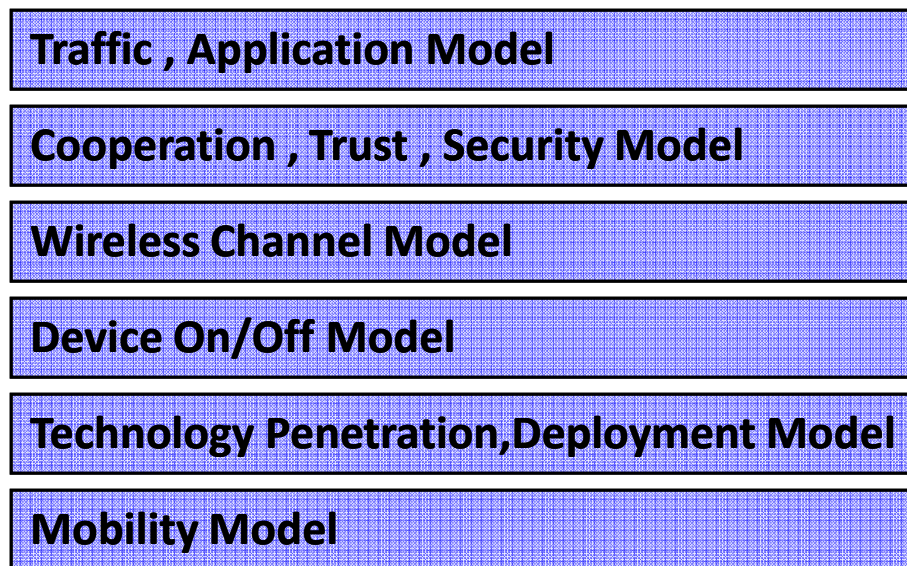 Traffic , Application Model
Cooperation , Trust , Security Model
Wireless Channel Model
Device On/Off Model
Technology Penetration,Deployment Model
Mobility Model